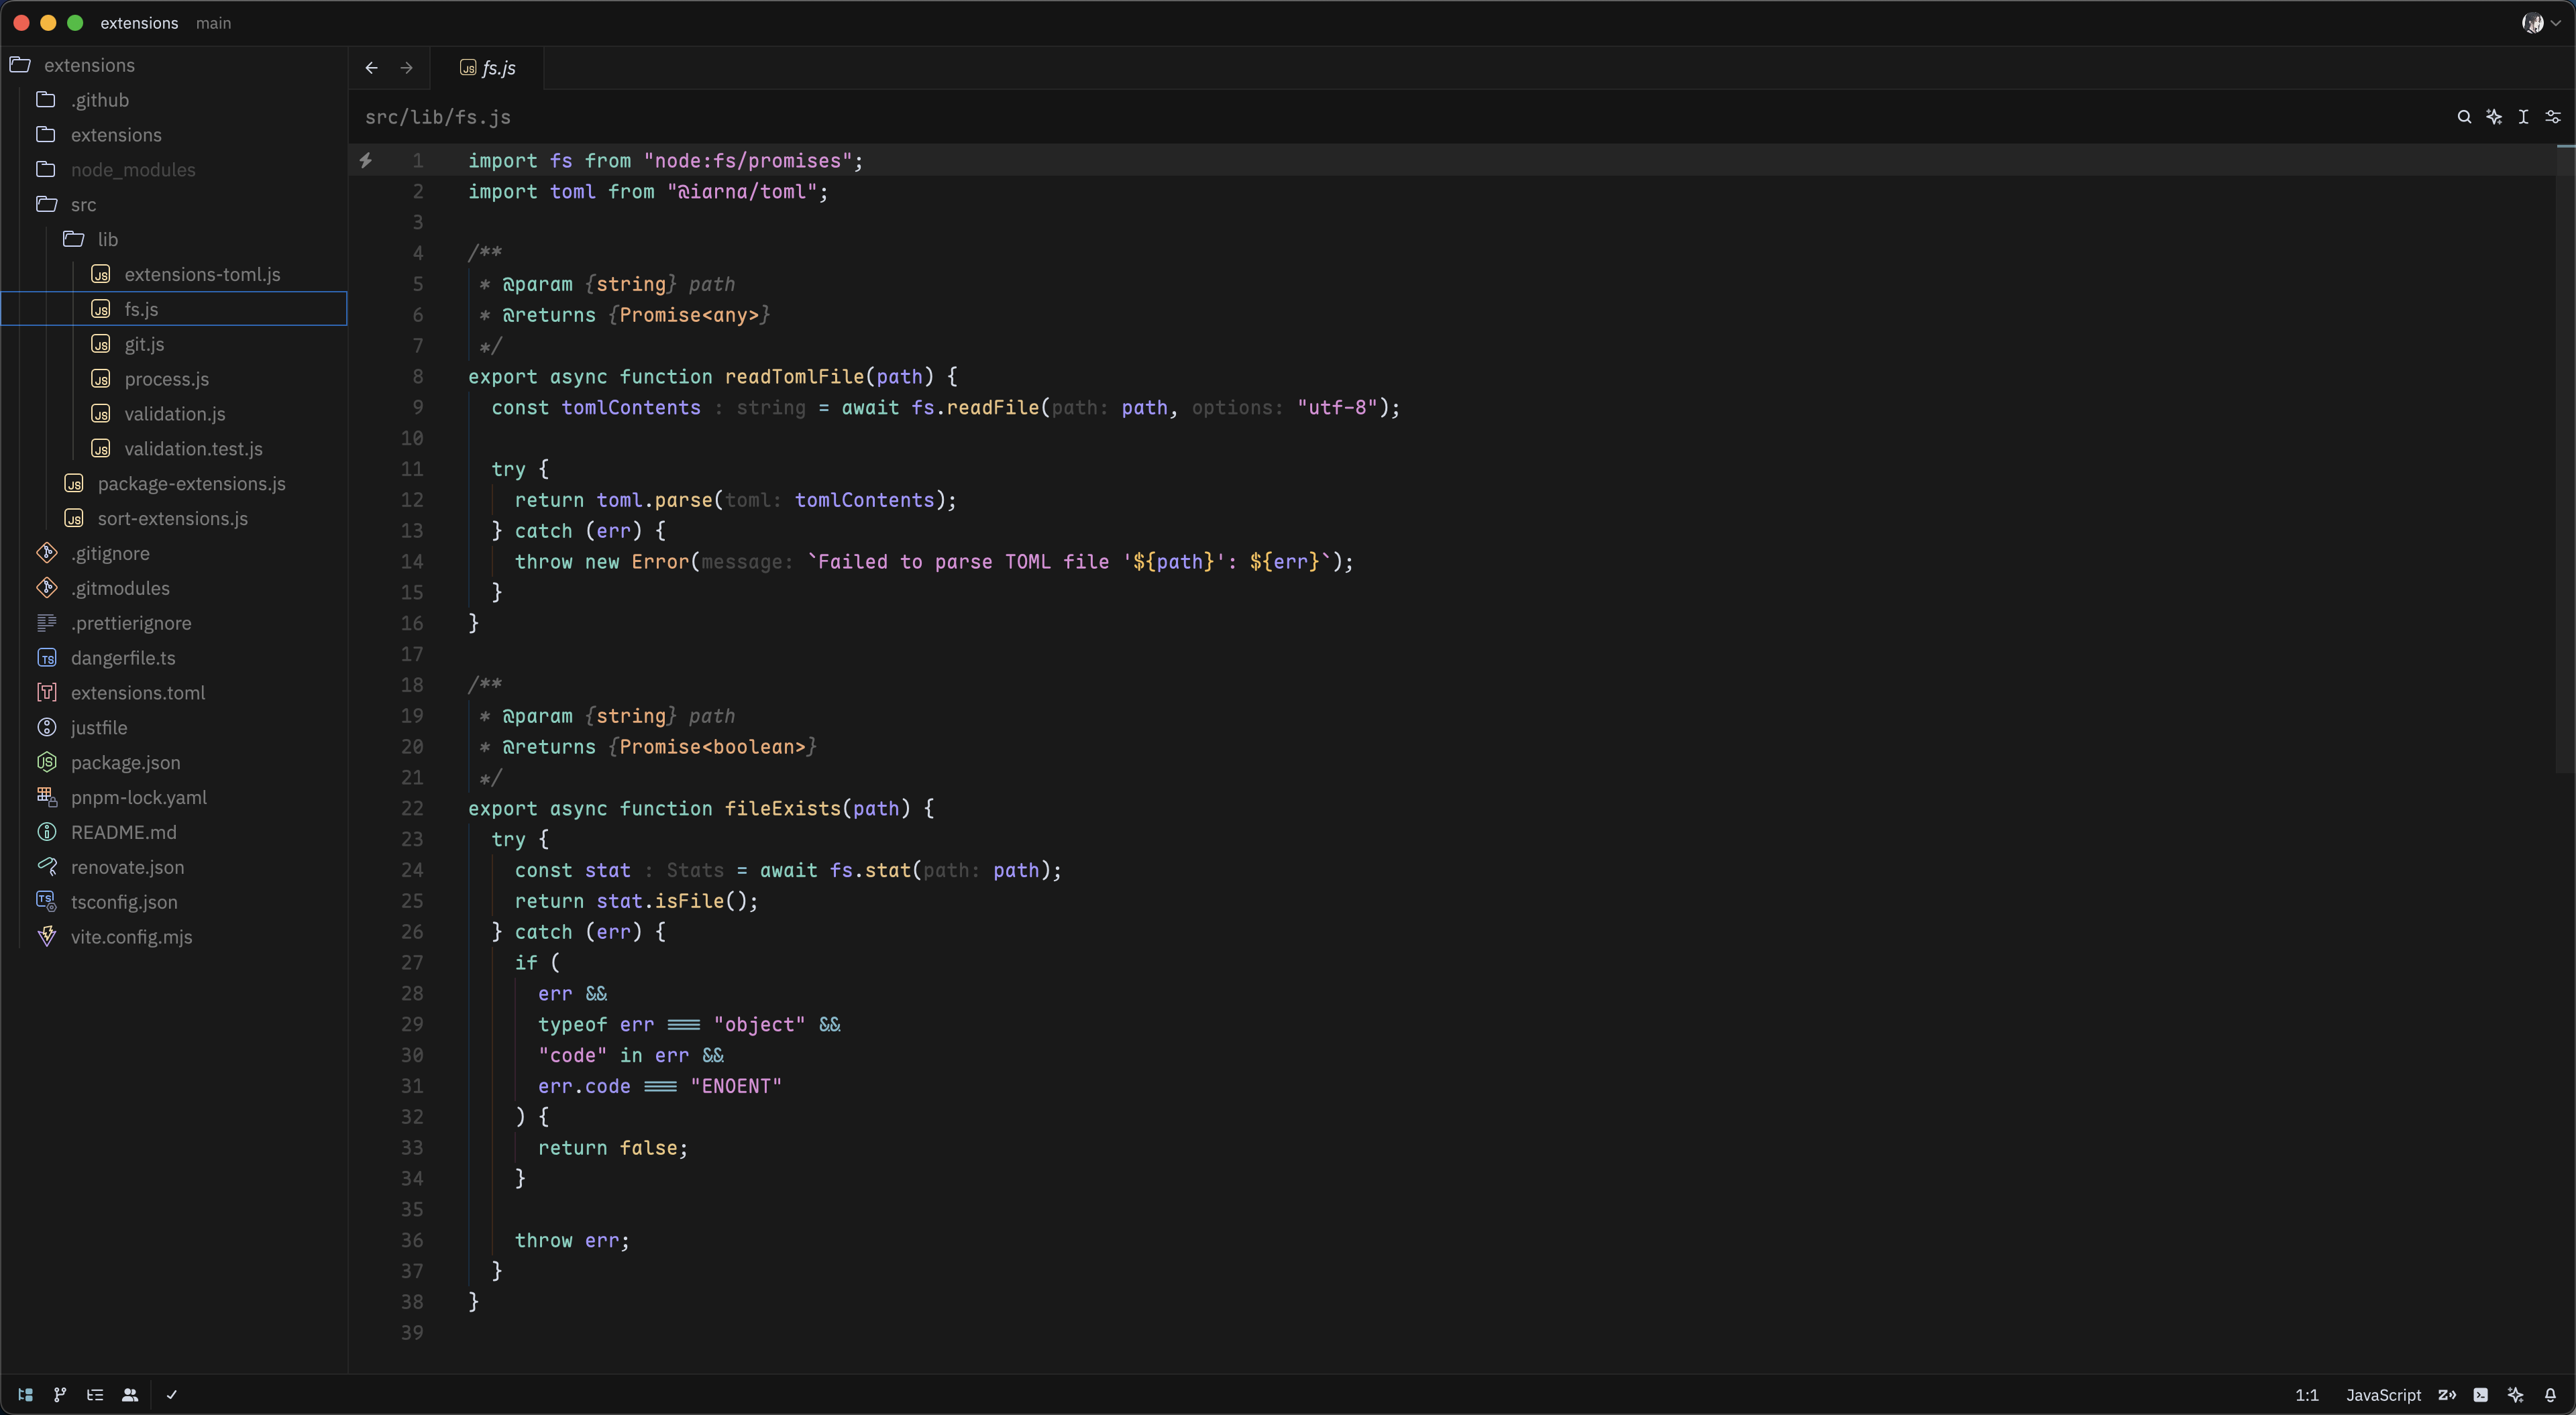 extensions main
extensions
.github
extensions
node_modules
src
lib
extensions-toml.js
fs.js
git.js
process.js
validation.js
validation.test.js
package-extensions.js
sort-extensions.js
.gitignore
.gitmodules
.prettierignore
dangerfile.ts
extensions.toml
justfile
package.json
pnpm-lock.yaml
README.md
renovate.json
tsconfig.json
vite.config.mjs
fs.js
src/lib/fs.js
1 import fs from "node:fs/promises";
2 import toml from "@iarna/toml";
3
4 /**
5  * @param {string} path
6  * @returns {Promise<any>}
7  */
8 export async function readTomlFile(path) {
9   const tomlContents : string = await fs.readFile(path: path, options: "utf-8");
10
11   try {
12     return toml.parse(toml: tomlContents);
13   } catch (err) {
14     throw new Error(message: `Failed to parse TOML file '${path}': ${err}`);
15   }
16 }
17
18 /**
19  * @param {string} path
20  * @returns {Promise<boolean>}
21  */
22 export async function fileExists(path) {
23   try {
24     const stat : Stats = await fs.stat(path: path);
25     return stat.isFile();
26   } catch (err) {
27     if (
28       err &&
29       typeof err === "object" &&
30       "code" in err &&
31       err.code === "ENOENT"
32     ) {
33       return false;
34     }
35
36     throw err;
37   }
38 }
39
1:1 JavaScript